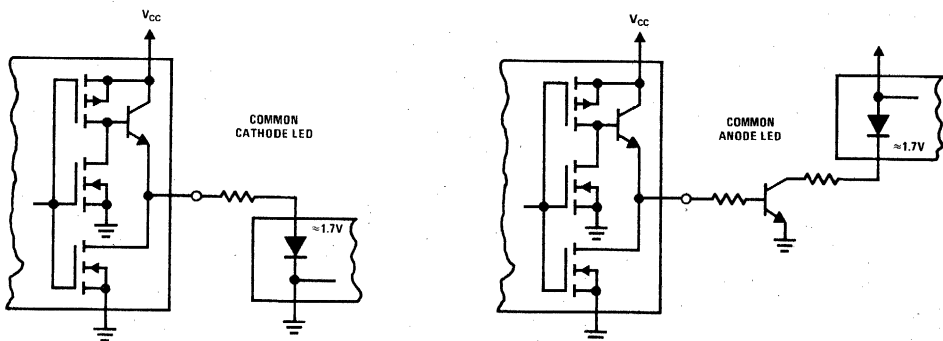 VCC
COMMON
CATHODE LED
≈1.7V
VCC
COMMON
ANODE LED
≈1.7V